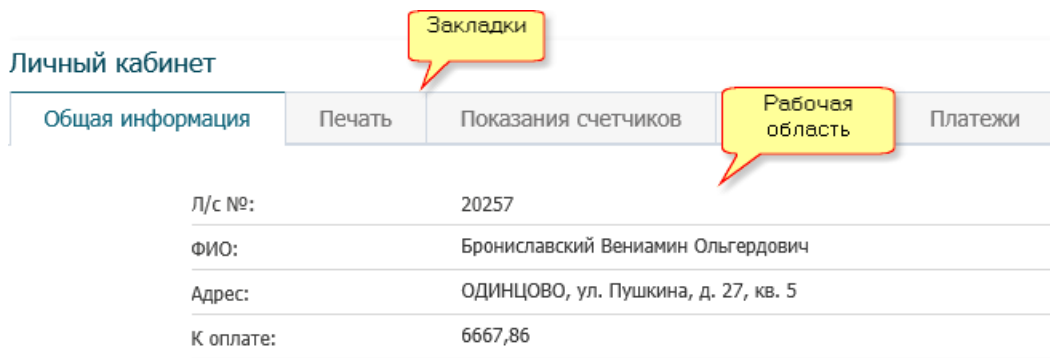 Закладки
Личный кабинет
Общая информация Печать Показания счетчиков Рабочая область Платежи
Л/с №: 20257
ФИО: Брониславский Вениамин Ольгердович
Адрес: ОДИНЦОВО, ул. Пушкина, д. 27, кв. 5
К оплате: 6667,86